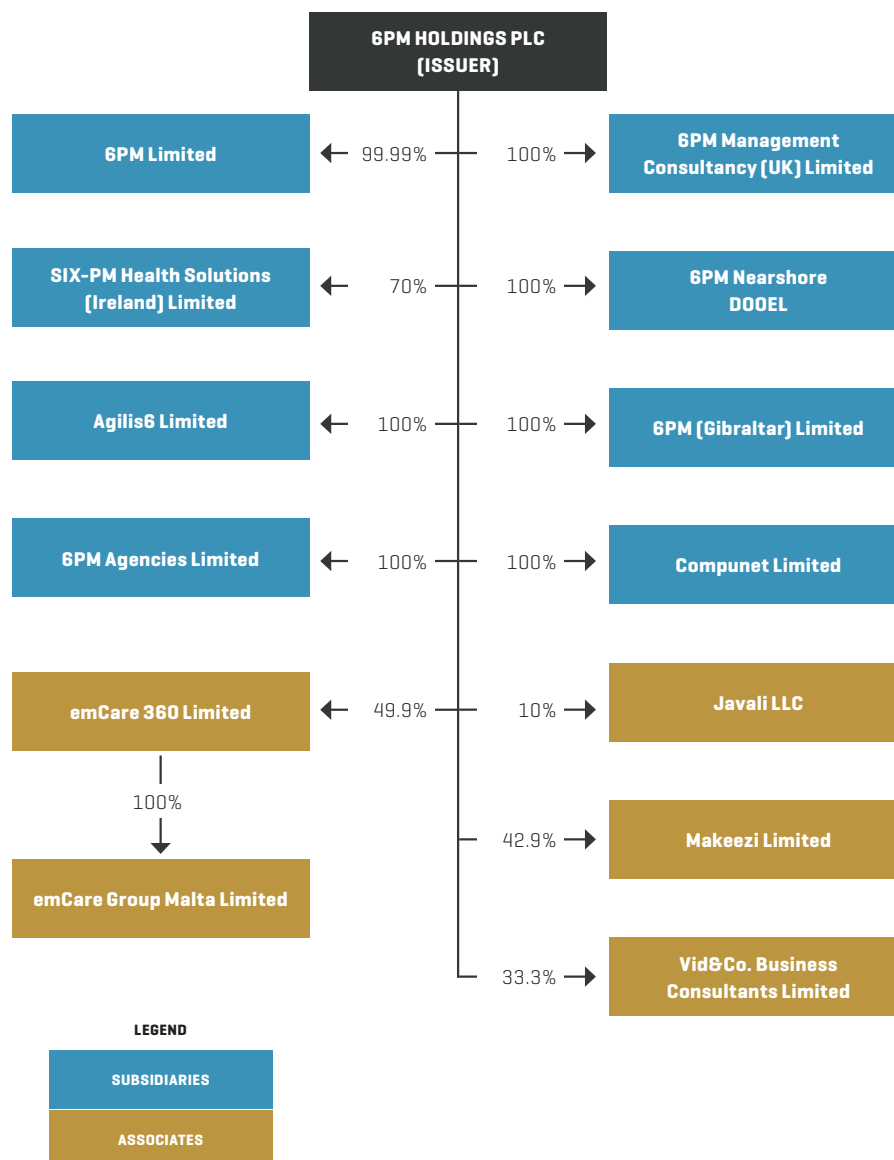 6PM HOLDINGS PLC
(ISSUER)
6PM Limited
99.99%
100%
6PM Management
Consultancy (UK) Limited
SIX-PM Health Solutions
(Ireland) Limited
70%
100%
6PM Nearshore
DOOEL
Agilis6 Limited
100%
100%
6PM (Gibraltar) Limited
6PM Agencies Limited
100%
100%
Compunet Limited
emCare 360 Limited
49.9%
10%
Javali LLC
100%
42.9%
Makeezi Limited
emCare Group Malta Limited
33.3%
Vid&Co. Business
Consultants Limited
LEGEND
SUBSIDIARIES
ASSOCIATES